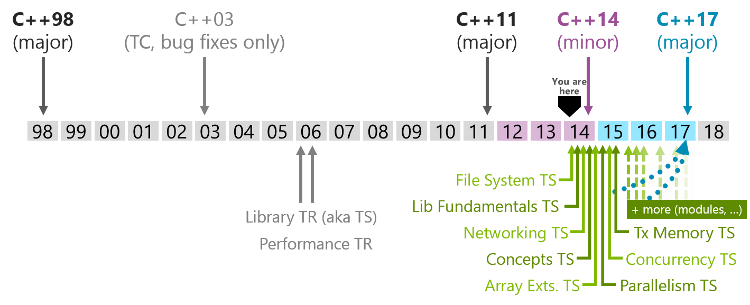 C++98
(major)
C++03
(TC, bug fixes only)
C++11
(major)
C++14
(minor)
C++17
(major)
You are
here
98 99 00 01 02 03 04 05 06 07 08 09 10 11 12 13 14 15 16 17 18
File System TS
Lib Fundamentals TS
+ more (modules, ...)
Library TR (aka TS)
Networking TS
Tx Memory TS
Performance TR
Concepts TS
Concurrency TS
Array Exts. TS
Parallelism TS